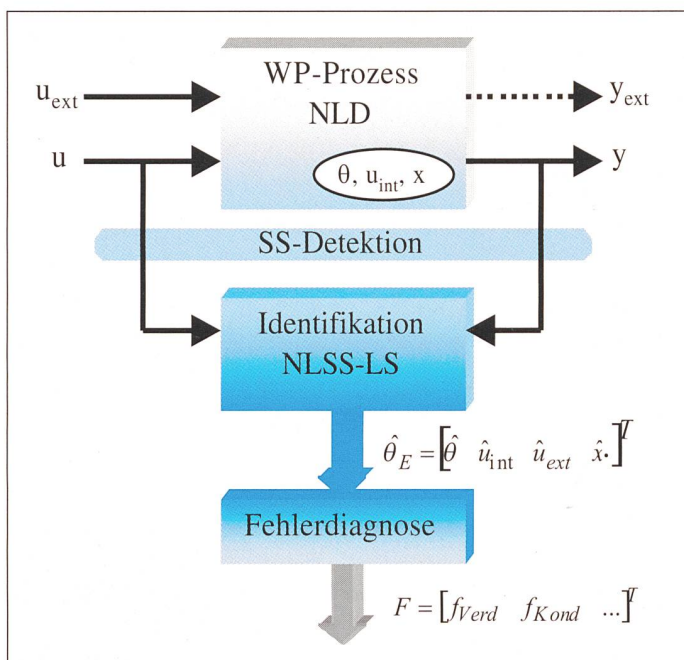 WP-Prozess
NLD
u_ext
y_ext
u
y
θ, u_int, x
SS-Detektion
Identifikation
NLSS-LS
θ̂_E = [θ̂ û_int û_ext x̂·]^T
Fehlerdiagnose
F = [f_Verd f_Kond ...]^T